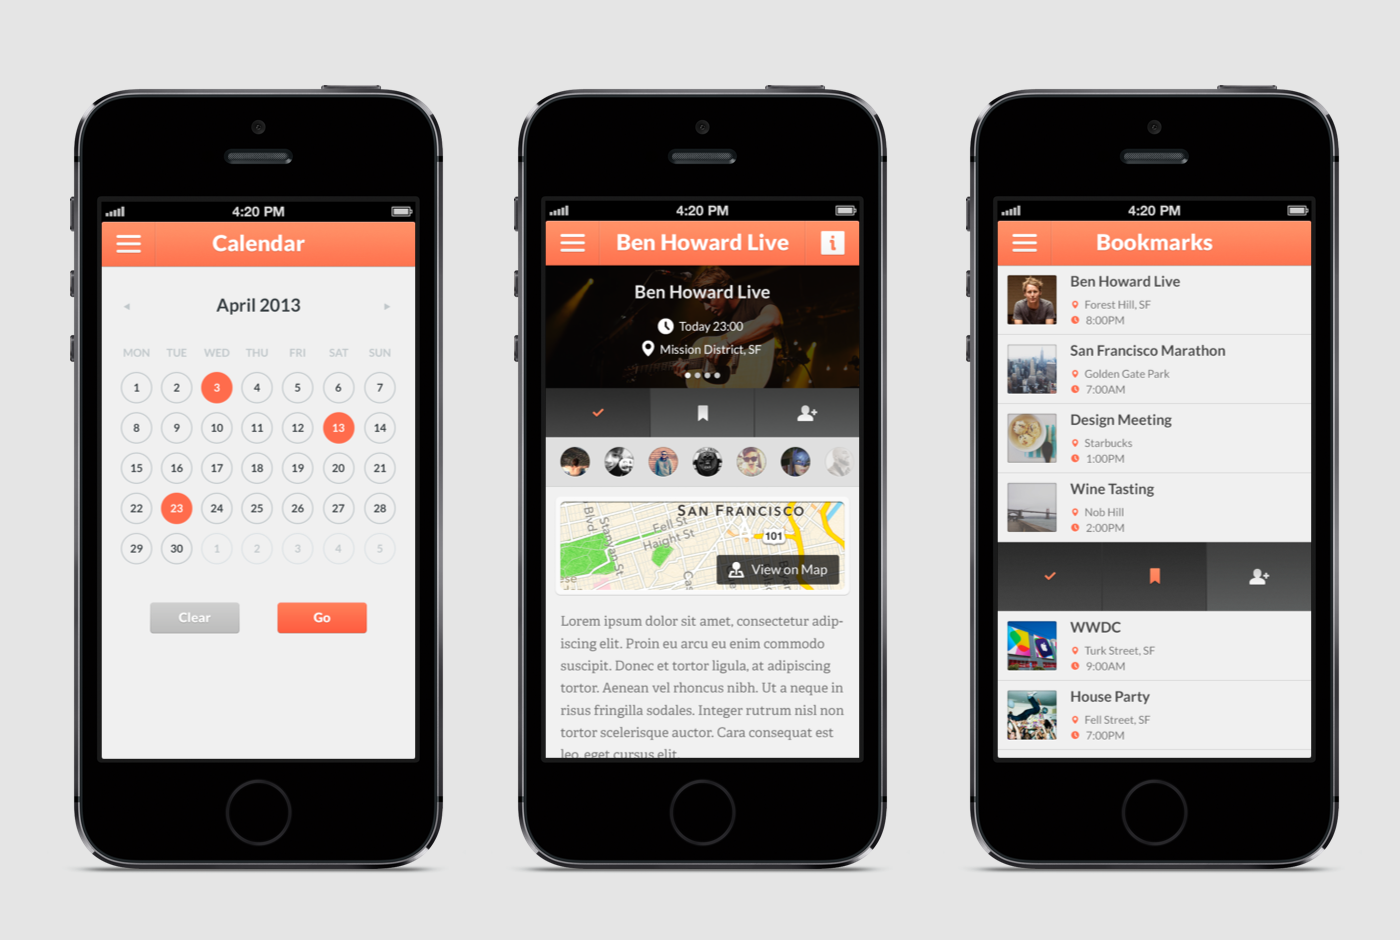 4:20 PM
Calendar
April 2013
MON TUE WED THU FRI SAT SUN
1 2 3 4 5 6 7
8 9 10 11 12 13 14
15 16 17 18 19 20 21
22 23 24 25 26 27 28
29 30 1 2 3 4 5
Clear Go
4:20 PM
Ben Howard Live i
Ben Howard Live
Today 23:00
Mission District, SF
SAN FRANCISCO
Blvd
Stanyan St
Fell St
Haight St
101
View on Map
Lorem ipsum dolor sit amet, consectetur adip-
iscing elit. Proin eu arcu eu enim commodo
suscipit. Donec et tortor ligula, at adipiscing
tortor. Aenean vel rhoncus nibh. Ut a neque in
risus fringilla sodales. Integer rutrum nisl non
tortor scelerisque auctor. Cara consequat est
leo, eget cursus elit.
4:20 PM
Bookmarks
Ben Howard Live
Forest Hill, SF
8:00PM
San Francisco Marathon
Golden Gate Park
7:00AM
Design Meeting
Starbucks
1:00PM
Wine Tasting
Nob Hill
2:00PM
WWDC
Turk Street, SF
9:00AM
House Party
Fell Street, SF
7:00PM